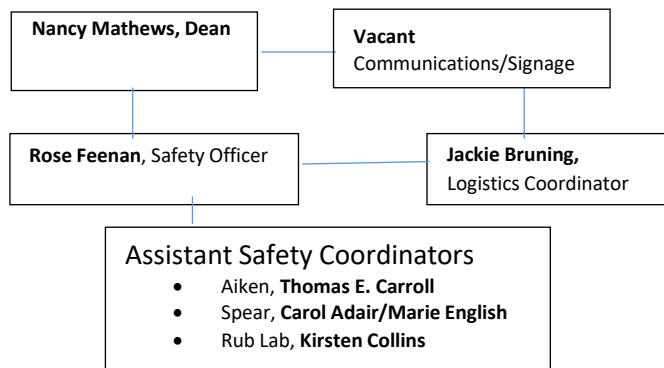 Nancy Mathews, Dean
Vacant
Communications/Signage
Rose Feenan, Safety Officer
Jackie Bruning,
Logistics Coordinator
Assistant Safety Coordinators
• Aiken, Thomas E. Carroll
• Spear, Carol Adair/Marie English
• Rub Lab, Kirsten Collins